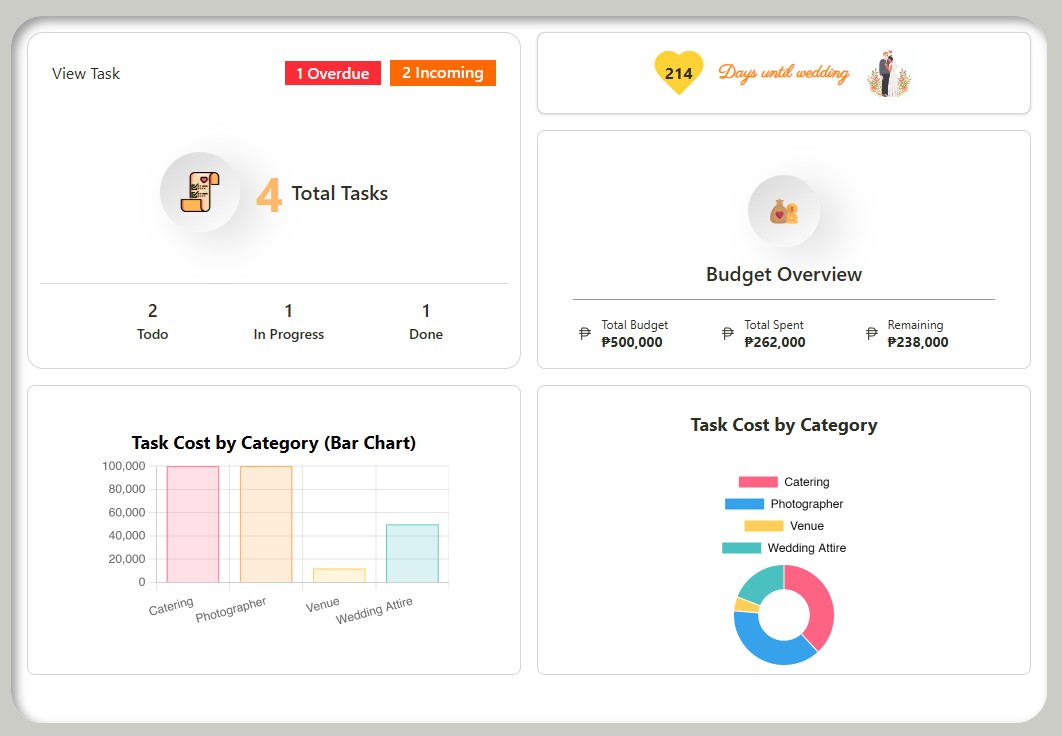 View Task
1 Overdue
2 Incoming
4 Total Tasks
2
Todo
1
In Progress
1
Done
214
Days until wedding
Budget Overview
Total Budget
₱500,000
Total Spent
₱262,000
Remaining
₱238,000
Task Cost by Category (Bar Chart)
100,000
80,000
60,000
40,000
20,000
0
Catering
Photographer
Venue
Wedding Attire
Task Cost by Category
Catering
Photographer
Venue
Wedding Attire